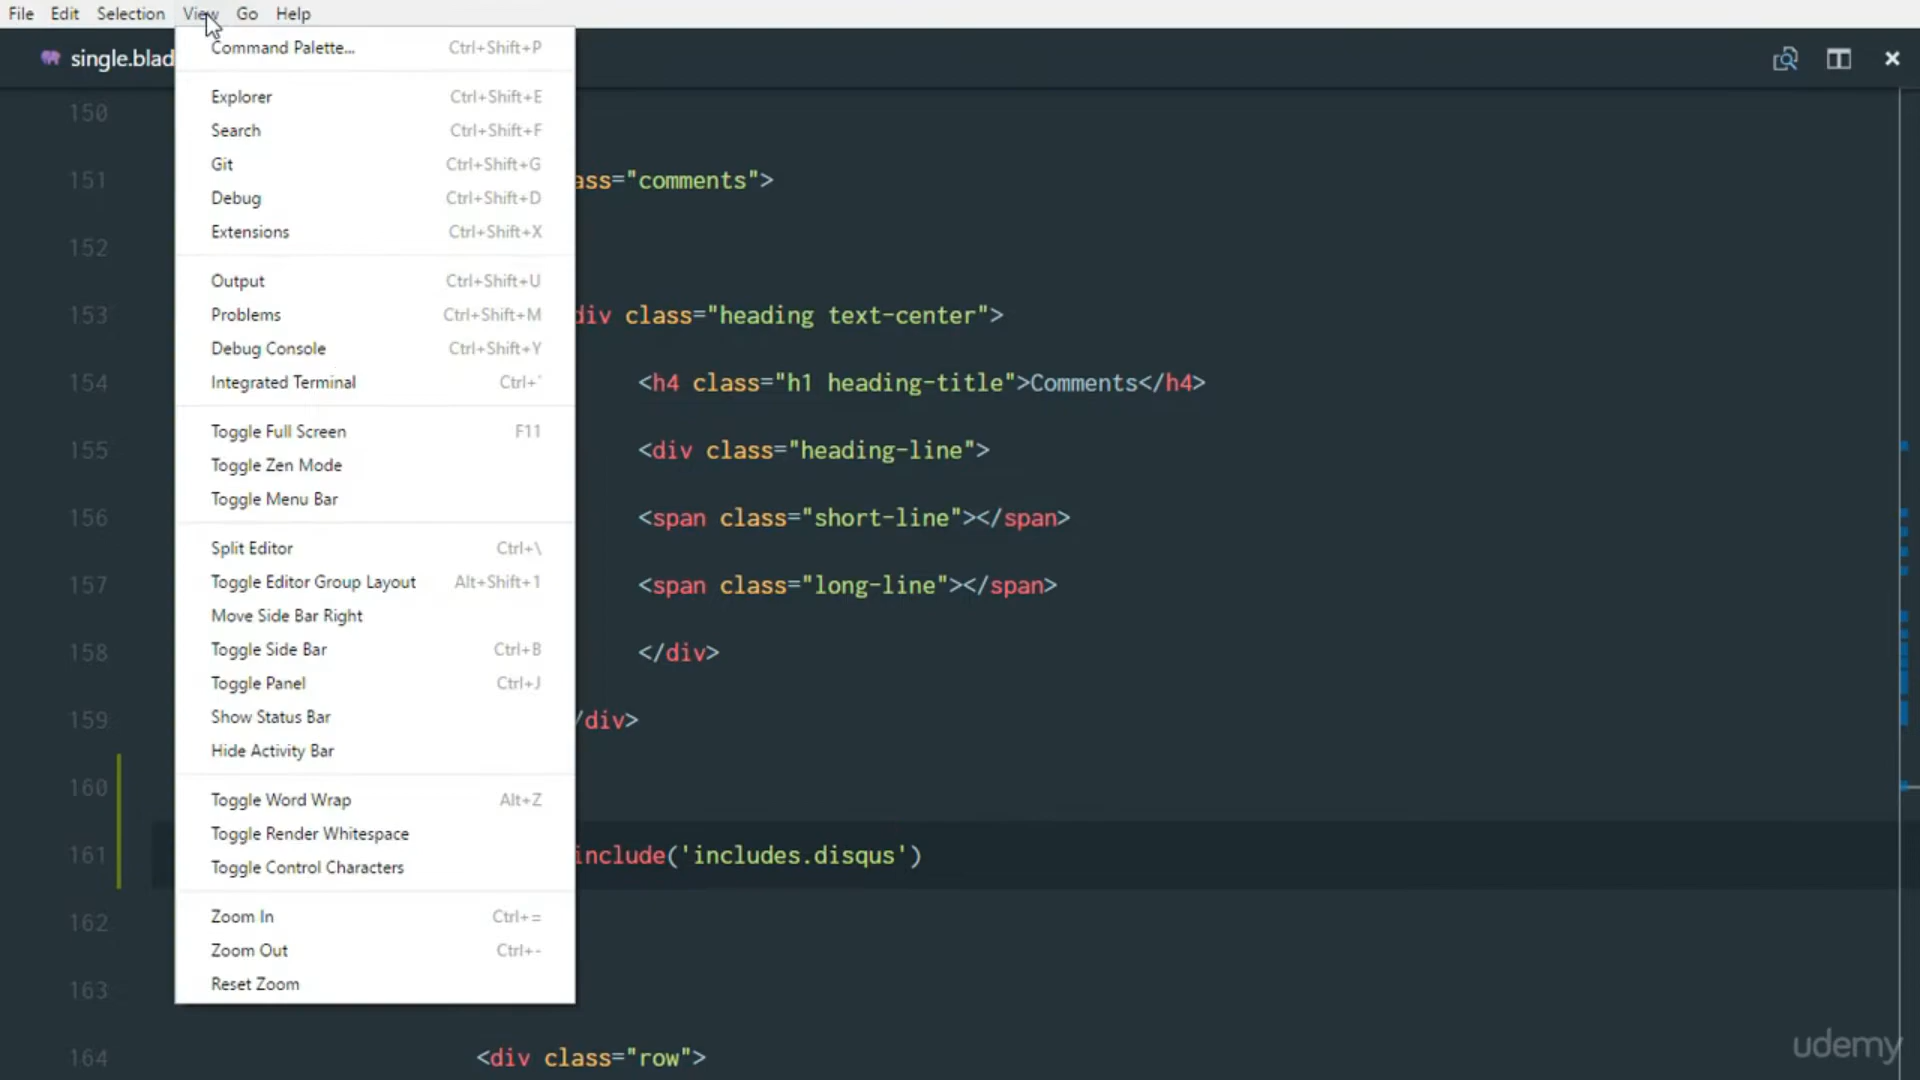 File Edit Selection View Go Help
single.blad
Command Palette... Ctrl+Shift+P
Explorer Ctrl+Shift+E
Search Ctrl+Shift+F
Git Ctrl+Shift+G
Debug Ctrl+Shift+D
Extensions Ctrl+Shift+X
Output Ctrl+Shift+U
Problems Ctrl+Shift+M
Debug Console Ctrl+Shift+Y
Integrated Terminal Ctrl+`
Toggle Full Screen F11
Toggle Zen Mode
Toggle Menu Bar
Split Editor Ctrl+\
Toggle Editor Group Layout Alt+Shift+1
Move Side Bar Right
Toggle Side Bar Ctrl+B
Toggle Panel Ctrl+J
Show Status Bar
Hide Activity Bar
Toggle Word Wrap Alt+Z
Toggle Render Whitespace
Toggle Control Characters
Zoom In Ctrl+=
Zoom Out Ctrl+-
Reset Zoom
150
151 ass="comments">
152
153 div class="heading text-center">
154 <h4 class="h1 heading-title">Comments</h4>
155 <div class="heading-line">
156 <span class="short-line"></span>
157 <span class="long-line"></span>
158 </div>
159 /div>
160
161 include('includes.disqus')
162
163
164 <div class="row">
udemy